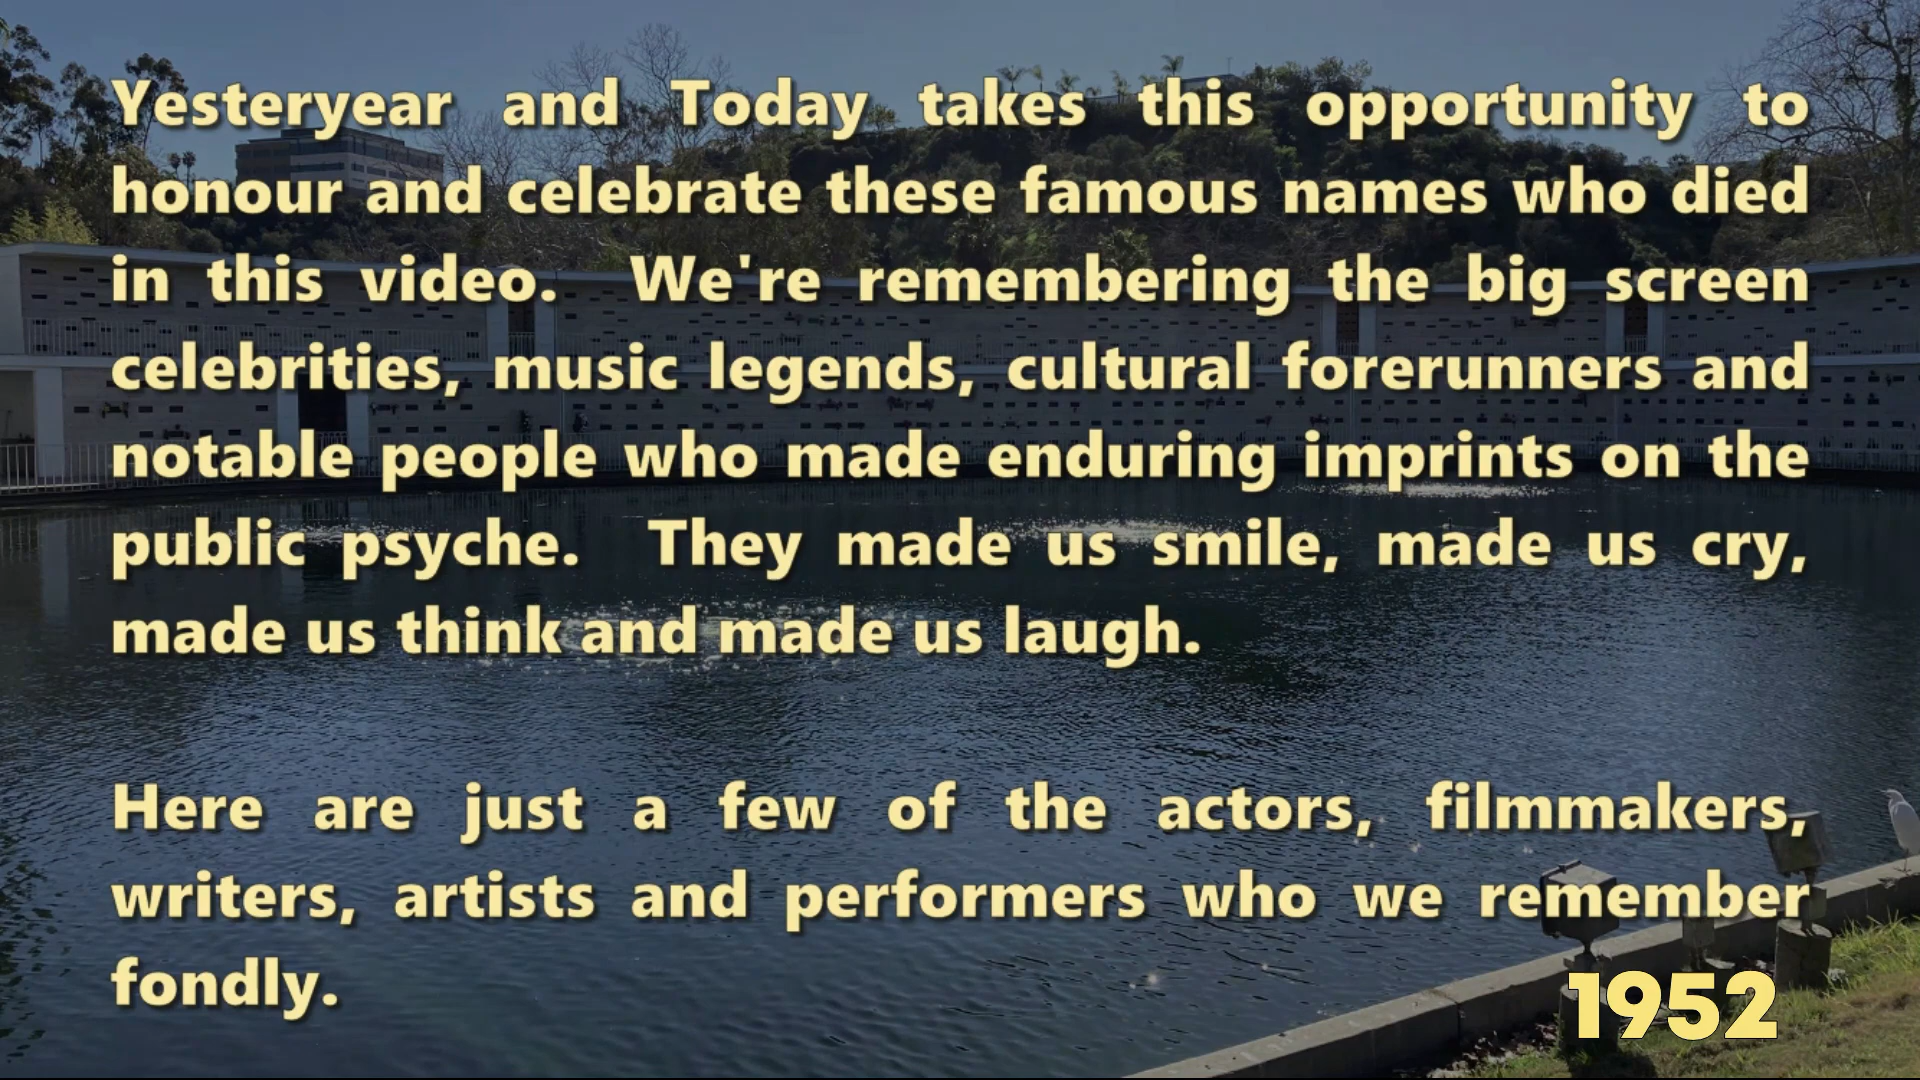 Yesteryear and Today takes this opportunity to
honour and celebrate these famous names who died
in this video. We're remembering the big screen
celebrities, music legends, cultural forerunners and
notable people who made enduring imprints on the
public psyche. They made us smile, made us cry,
made us think and made us laugh.
Here are just a few of the actors, filmmakers,
writers, artists and performers who we remember
fondly.
1952